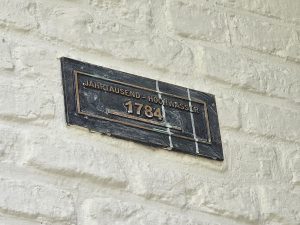 JAHRTAUSEND - HOCHWASSER
1784